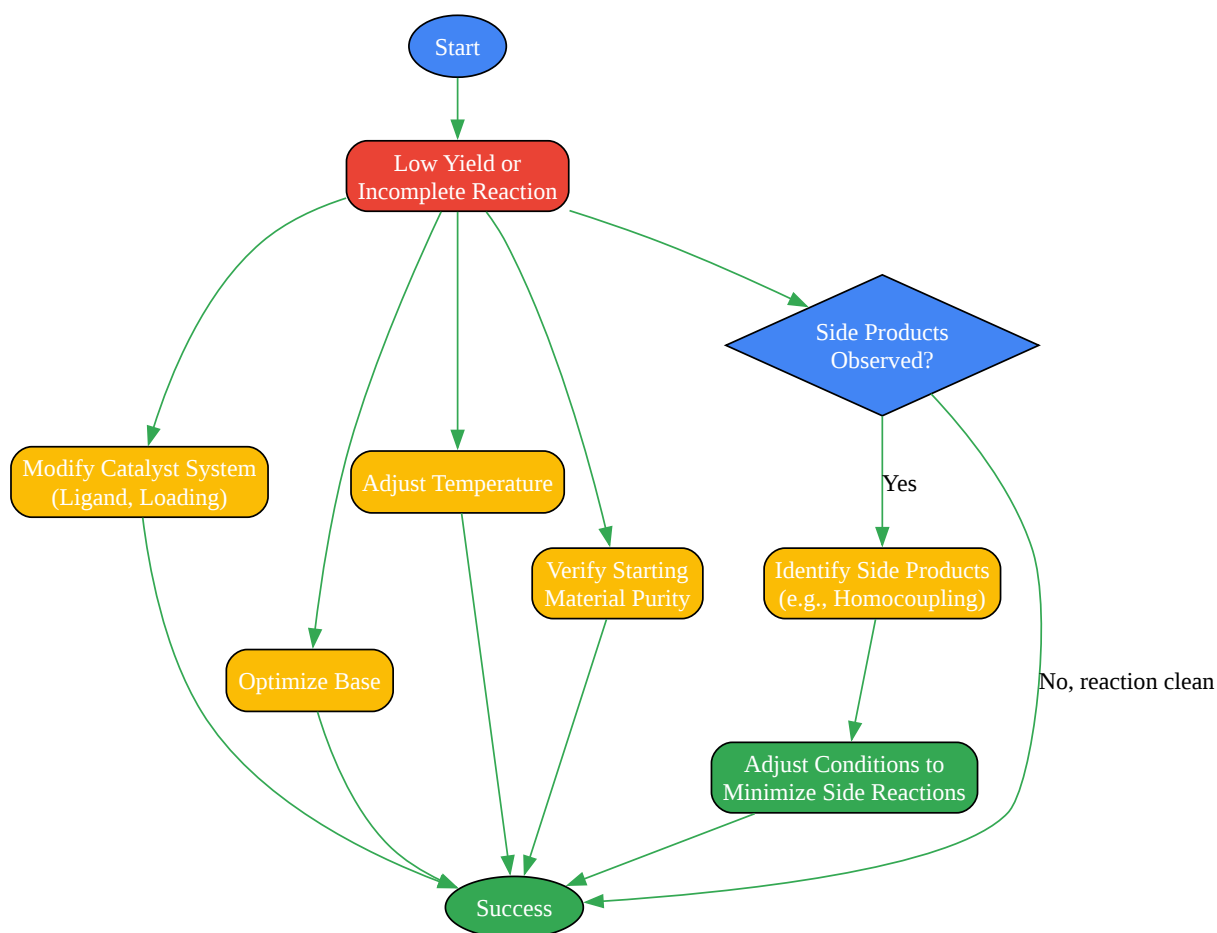 Start
Low Yield or
Incomplete Reaction
Side Products
Observed?
Modify Catalyst System
(Ligand, Loading)
Adjust Temperature
Yes
Verify Starting
Material Purity
Identify Side Products
(e.g., Homocoupling)
Optimize Base
No, reaction clean
Adjust Conditions to
Minimize Side Reactions
Success